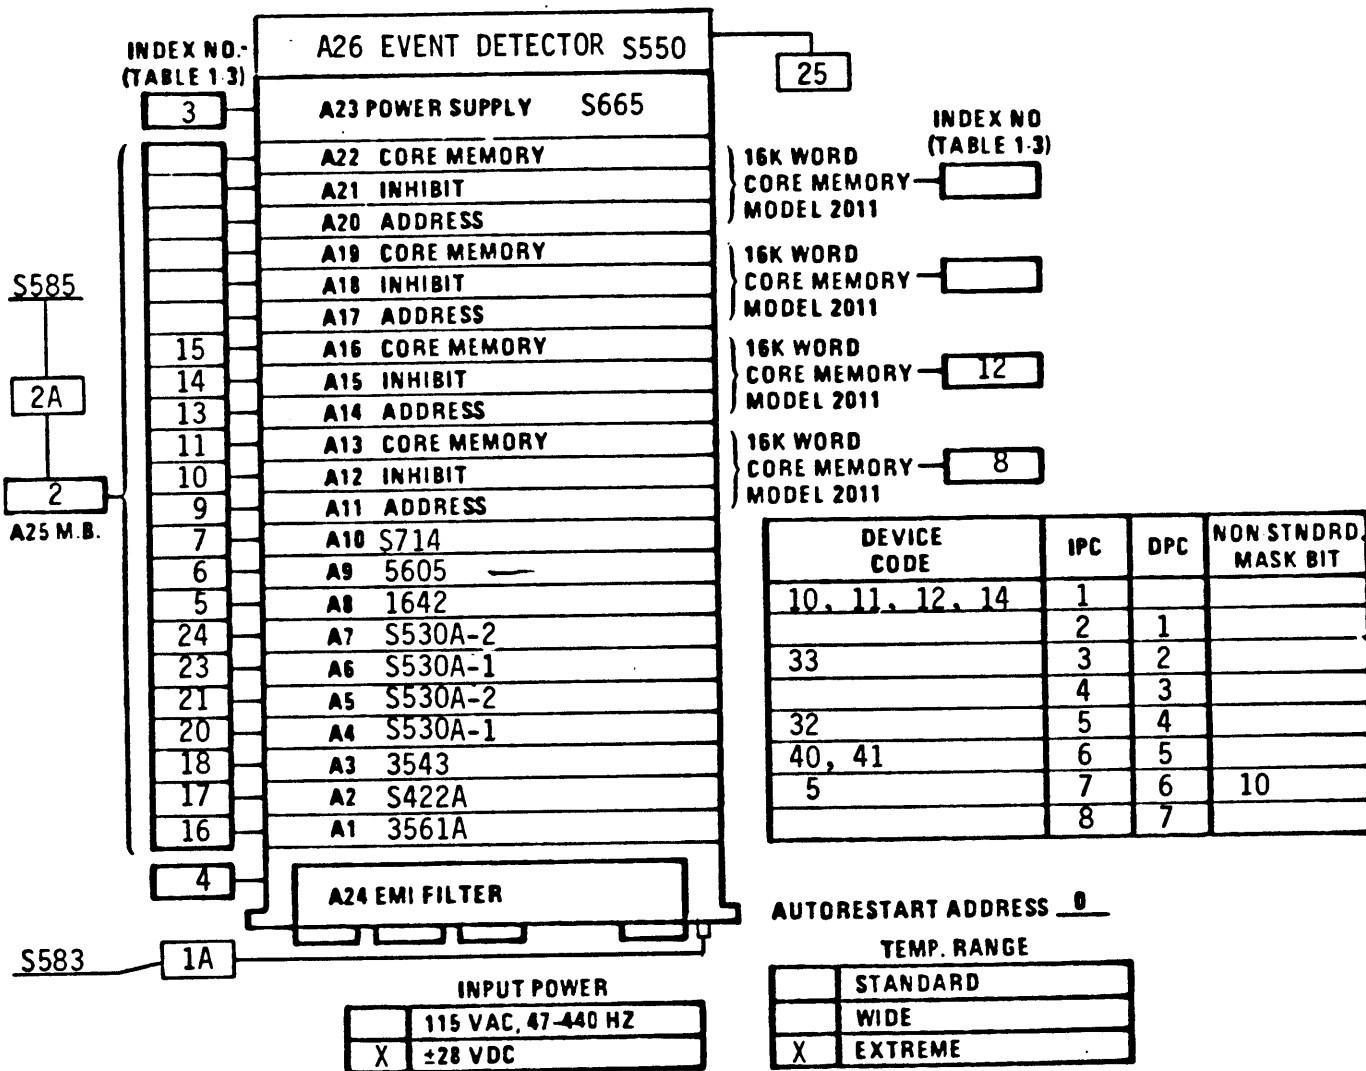 INDEX NO.
(TABLE 1-3)
A26 EVENT DETECTOR S550
25
3
A23 POWER SUPPLY S665
INDEX NO
(TABLE 1-3)
A22 CORE MEMORY
A21 INHIBIT
A20 ADDRESS
16K WORD
CORE MEMORY
MODEL 2011
A19 CORE MEMORY
A18 INHIBIT
A17 ADDRESS
16K WORD
CORE MEMORY
MODEL 2011
15 A16 CORE MEMORY
14 A15 INHIBIT
13 A14 ADDRESS
16K WORD
CORE MEMORY 12
MODEL 2011
11 A13 CORE MEMORY
10 A12 INHIBIT
9 A11 ADDRESS
16K WORD
CORE MEMORY 8
MODEL 2011
S585
2A
2
A25 M.B.
7 A10 S714
6 A9 5605 —
5 A8 1642
24 A7 S530A-2
23 A6 S530A-1
21 A5 S530A-2
20 A4 S530A-1
18 A3 3543
17 A2 S422A
16 A1 3561A
4
A24 EMI FILTER
S583
1A
DEVICE CODE IPC DPC NON STNDRD. MASK BIT
10, 11, 12, 14 1
2 1
33 3 2
4 3
32 5 4
40, 41 6 5
5 7 6 10
8 7
AUTORESTART ADDRESS 0
INPUT POWER
115 VAC, 47-440 HZ
X ±28 VDC
TEMP. RANGE
STANDARD
WIDE
X EXTREME